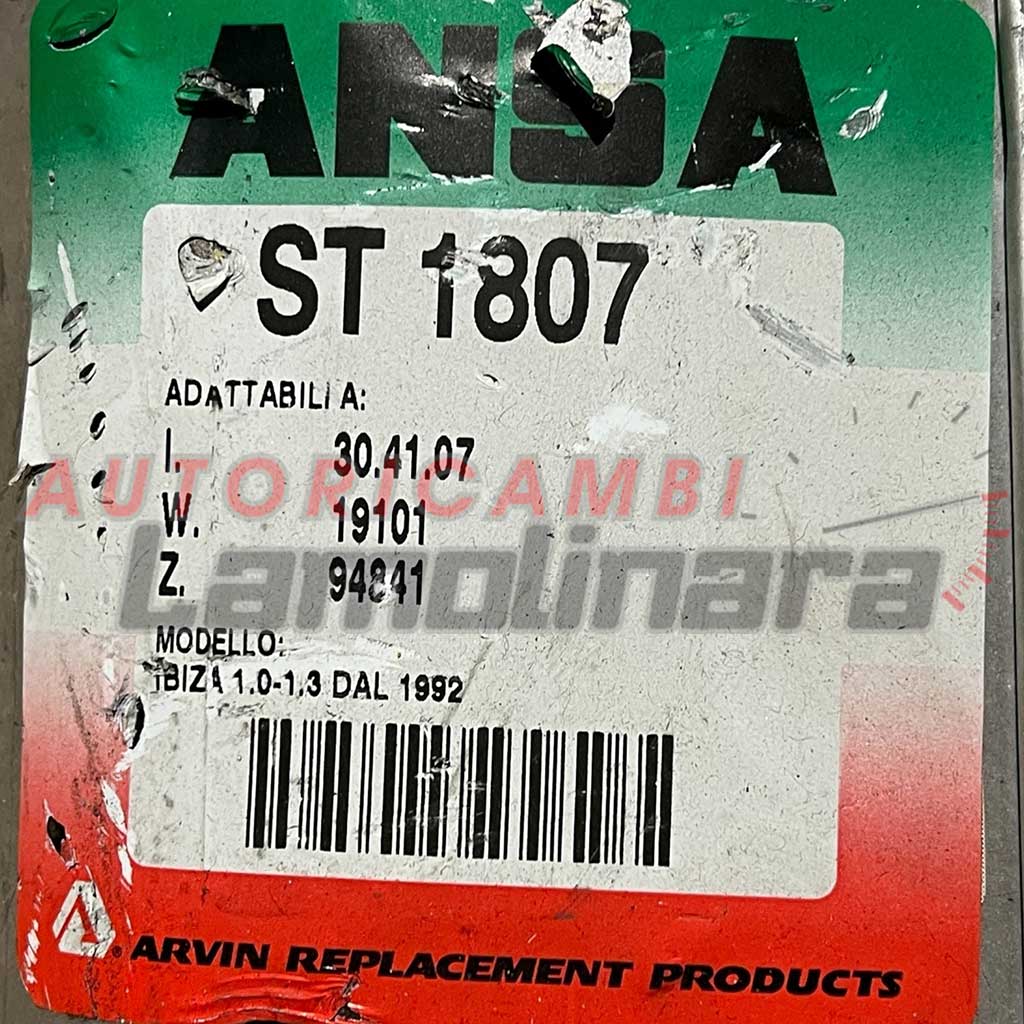 ANSA
ST 1807
ADATTABILI A:
I. 30.41.07
AUTORICAMBI
W. 19101
Lamolinara
Z. 94841
MODELLO:
IBIZA 1.0-1.3 DAL 1992
ARVIN REPLACEMENT PRODUCTS